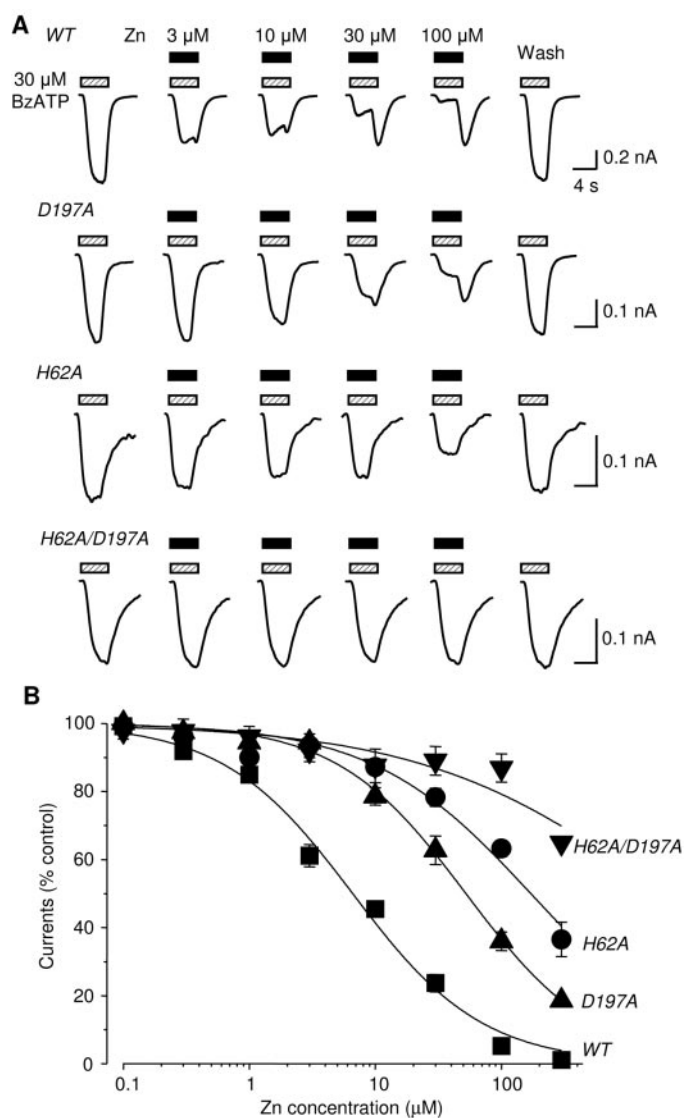 A
WT Zn 3 μM 10 μM 30 μM 100 μM Wash
30 μM
BzATP
0.2 nA
4 s
D197A
0.1 nA
H62A
0.1 nA
H62A/D197A
0.1 nA
B
100
80
60
40
20
0
Currents (% control)
H62A/D197A
H62A
D197A
WT
0.1 1 10 100
Zn concentration (μM)